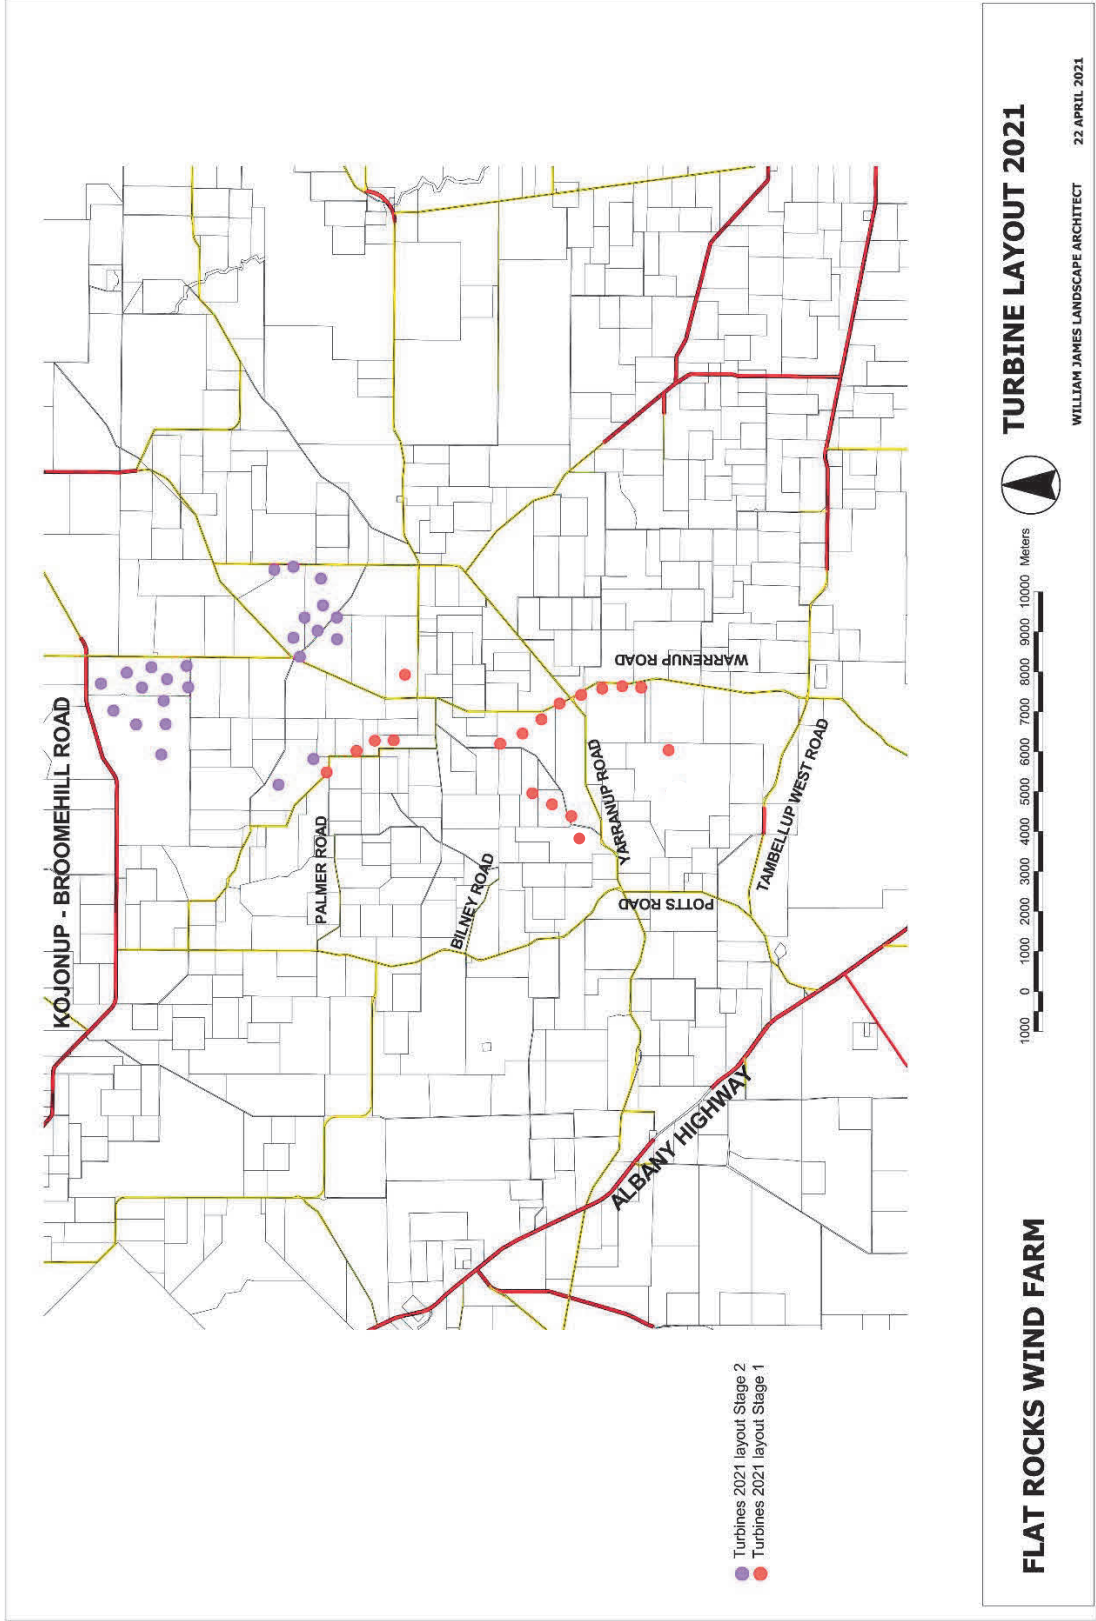 KOJONUP - BROOMEHILL ROAD
PALMER ROAD
BILNEY ROAD
YARRANUP ROAD
WARRENUP ROAD
POTTS ROAD
TAMBELLUP WEST ROAD
ALBANY HIGHWAY
Turbines 2021 layout Stage 2
Turbines 2021 layout Stage 1
FLAT ROCKS WIND FARM
1000 0 1000 2000 3000 4000 5000 6000 7000 8000 9000 10000 Meters
TURBINE LAYOUT 2021
WILLIAM JAMES LANDSCAPE ARCHITECT 22 APRIL 2021